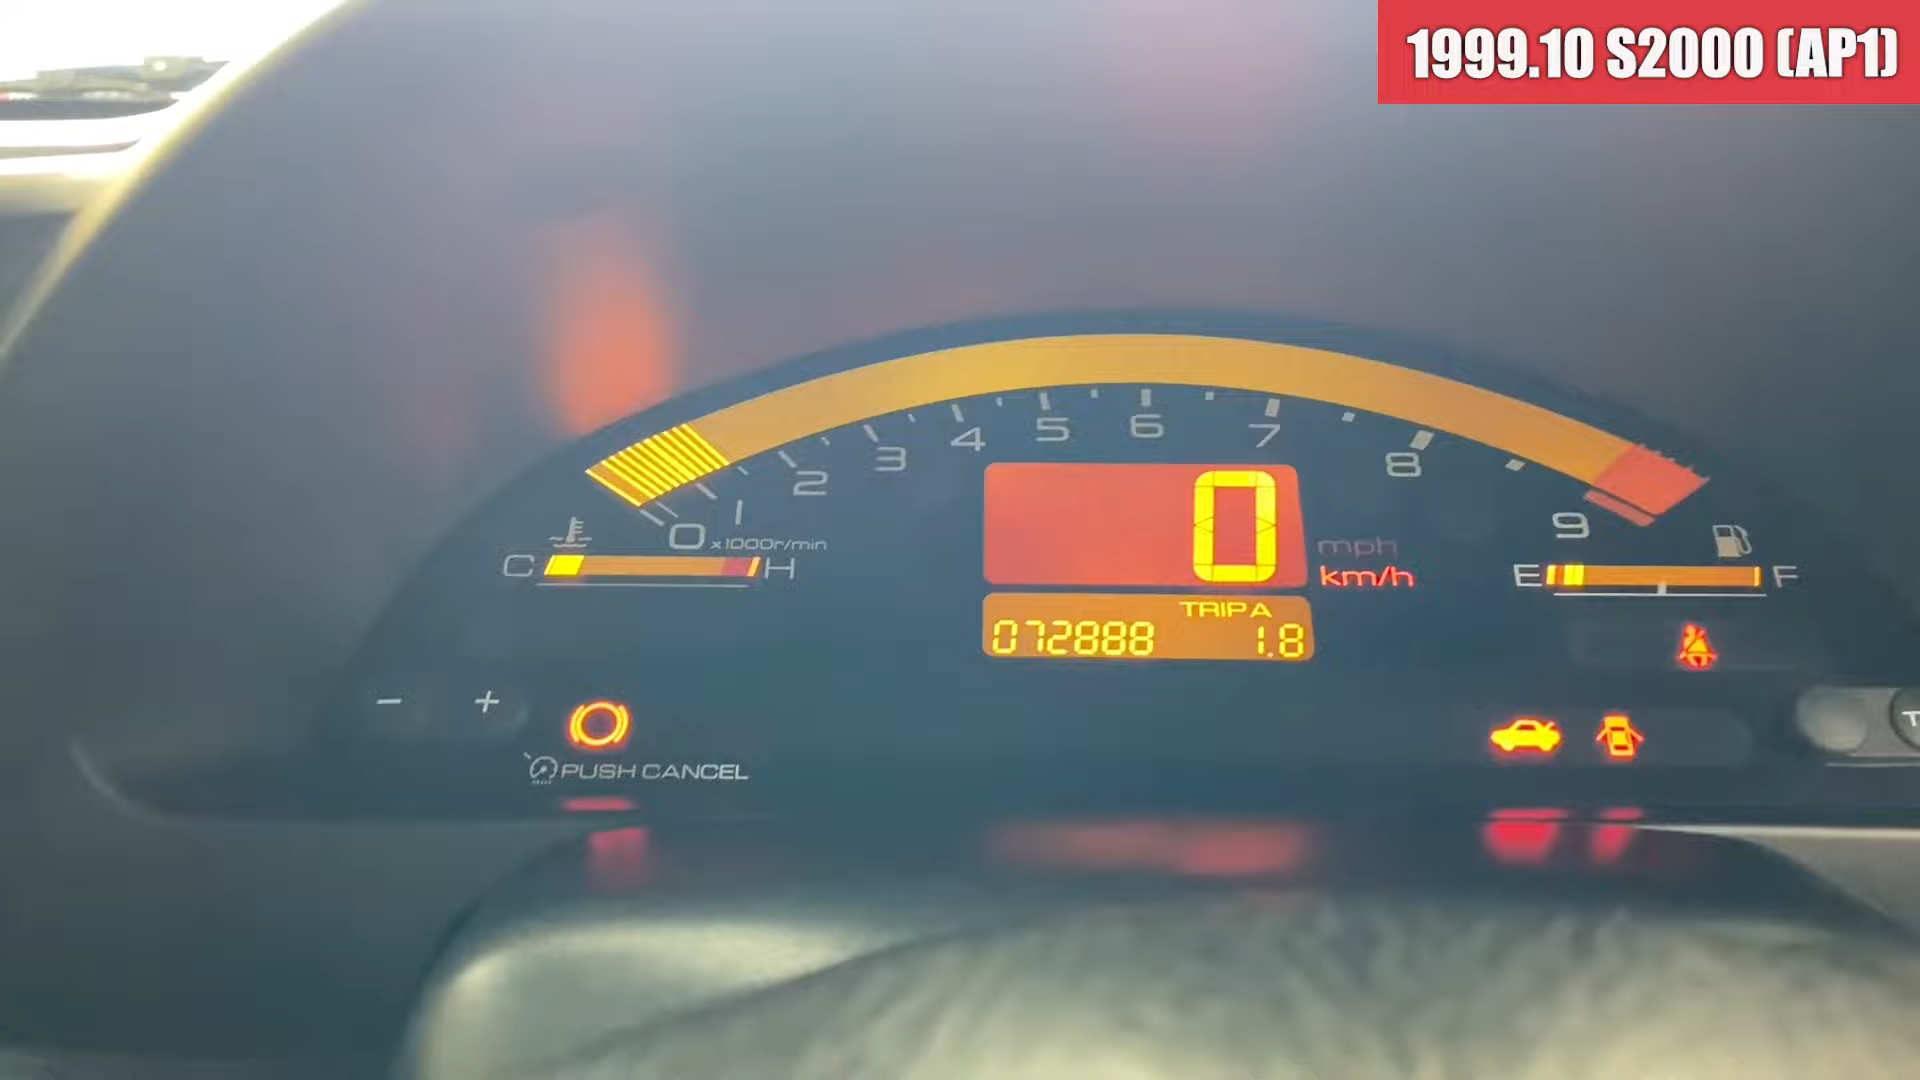 1999.10 S2000 (AP1)
0 1 2 3 4 5 6 7 8 9
x1000r/min
C H
0
mph
km/h
E F
TRIP A
072888 1.8
- +
PUSH CANCEL